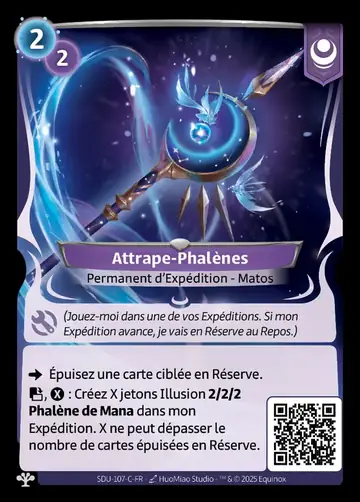 2
2
Attrape-Phalènes
Permanent d'Expédition - Matos
(Jouez-moi dans une de vos Expéditions. Si mon
Expédition avance, je vais en Réserve au Repos.)
Épuisez une carte ciblée en Réserve.
, X : Créez X jetons Illusion 2/2/2
Phalène de Mana dans mon
Expédition. X ne peut dépasser le
nombre de cartes épuisées en Réserve.
SDU-107-C-FR HuoMiao Studio - ™ & © 2025 Equinox